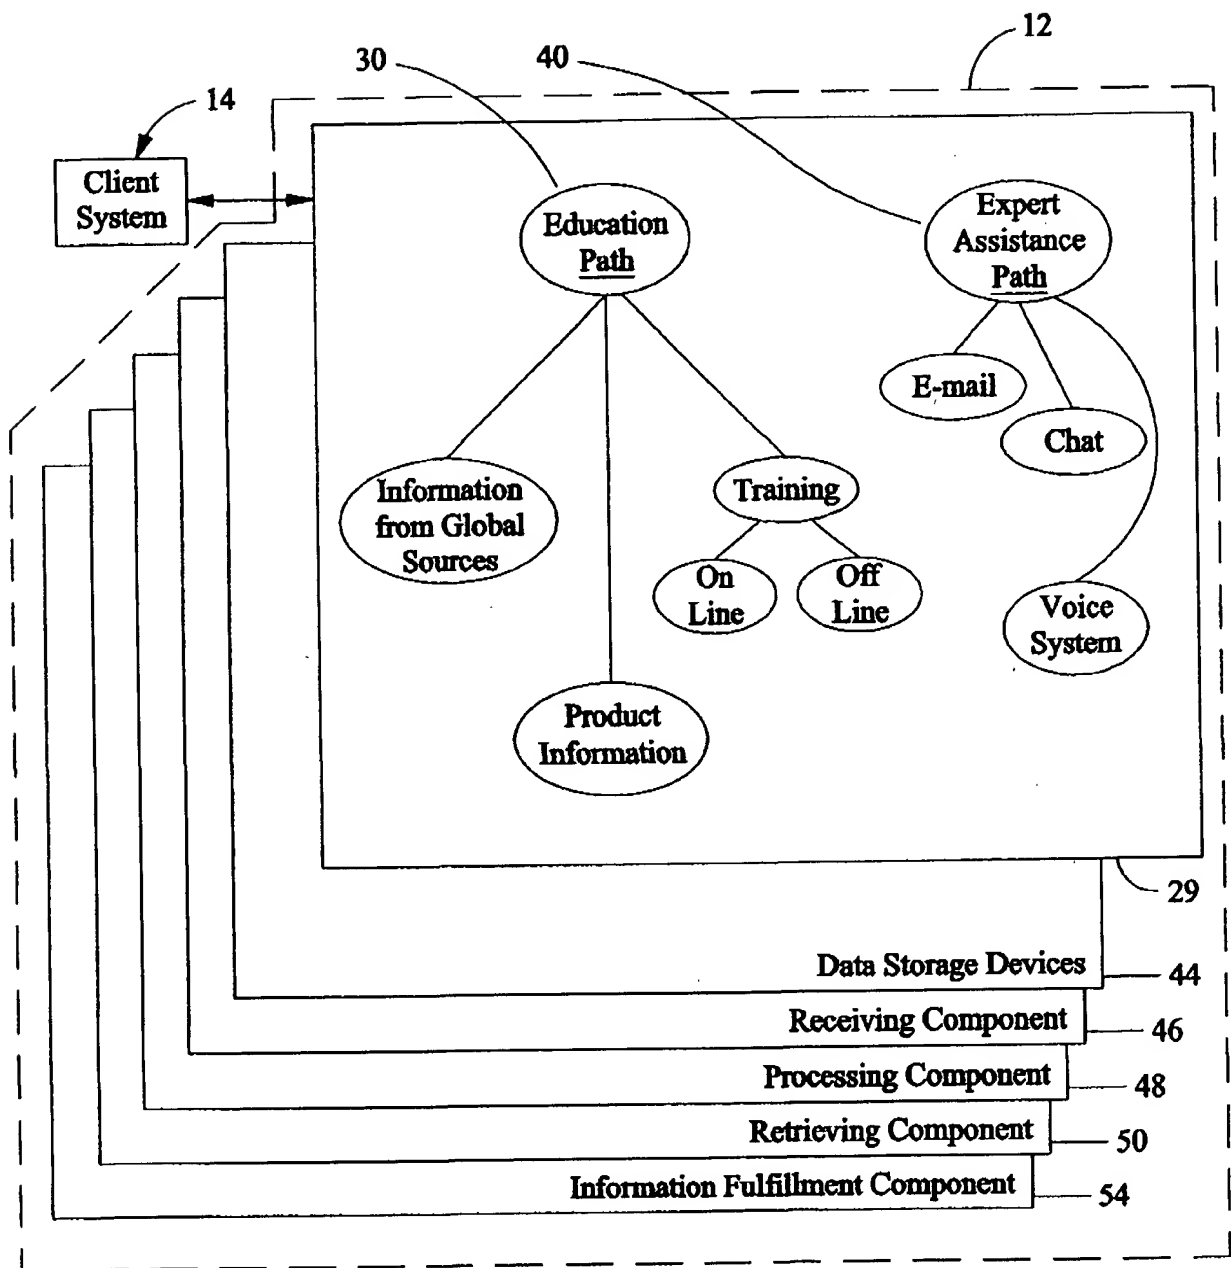 12
30
40
14
Client
System
Education
Path
Expert
Assistance
Path
E-mail
Chat
Information
from Global
Sources
Training
On
Line
Off
Line
Voice
System
Product
Information
29
Data Storage Devices
44
Receiving Component
46
Processing Component
48
Retrieving Component
50
Information Fulfillment Component
54